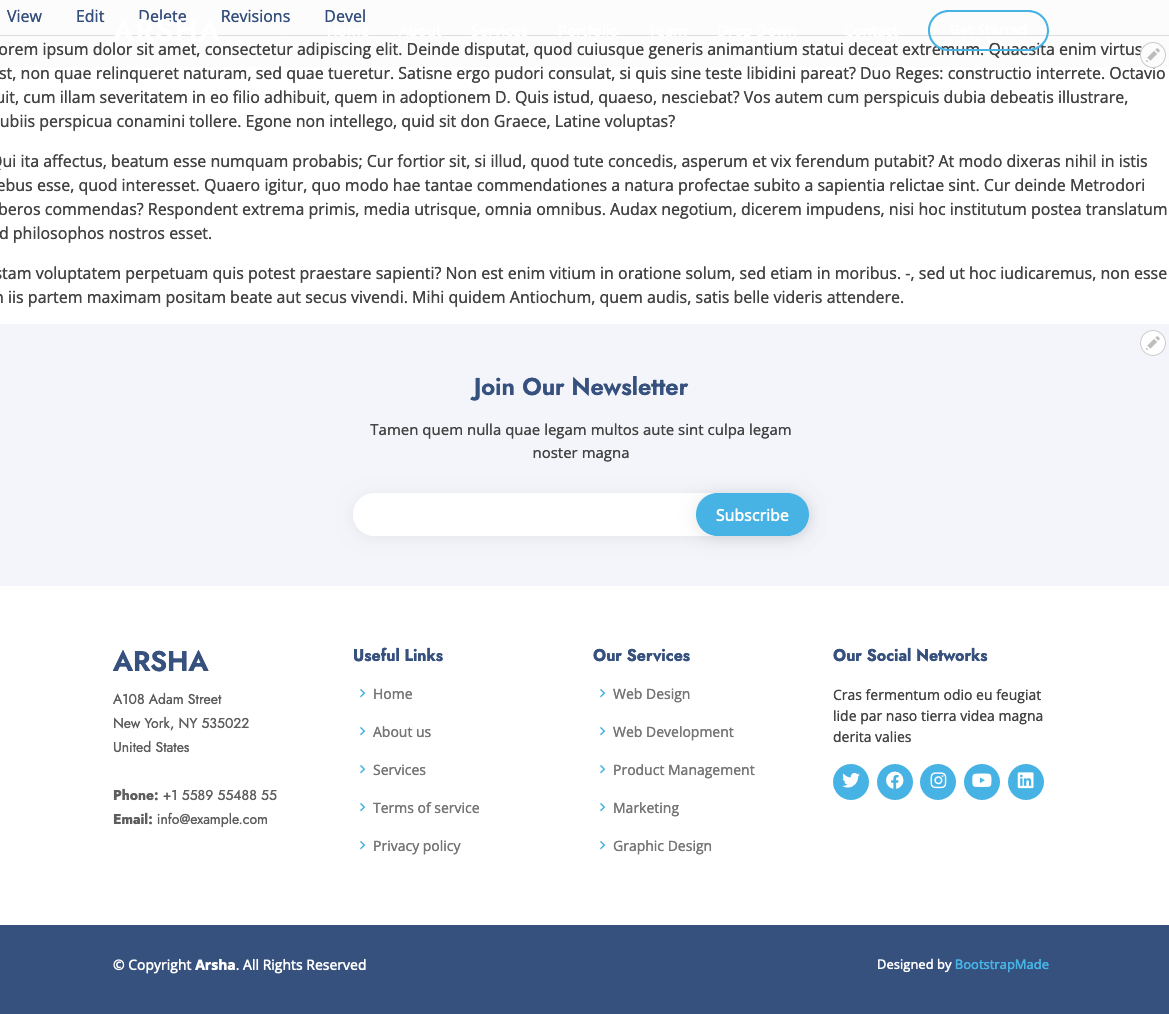 View Edit Delete Revisions Devel
orem ipsum dolor sit amet, consectetur adipiscing elit. Deinde disputat, quod cuiusque generis animantium statui deceat extremum. Quaesita enim virtus
st, non quae relinqueret naturam, sed quae tueretur. Satisne ergo pudori consulat, si quis sine teste libidini pareat? Duo Reges: constructio interrete. Octavio
uit, cum illam severitatem in eo filio adhibuit, quem in adoptionem D. Quis istud, quaeso, nesciebat? Vos autem cum perspicuis dubia debeatis illustrare,
ubiis perspicua conamini tollere. Egone non intellego, quid sit don Graece, Latine voluptas?
Qui ita affectus, beatum esse numquam probabis; Cur fortior sit, si illud, quod tute concedis, asperum et vix ferendum putabit? At modo dixeras nihil in istis
ebus esse, quod interesset. Quaero igitur, quo modo hae tantae commendationes a natura profectae subito a sapientia relictae sint. Cur deinde Metrodori
beros commendas? Respondent extrema primis, media utrisque, omnia omnibus. Audax negotium, dicerem impudens, nisi hoc institutum postea translatum
d philosophos nostros esset.
stam voluptatem perpetuam quis potest praestare sapienti? Non est enim vitium in oratione solum, sed etiam in moribus. -, sed ut hoc iudicaremus, non esse
n iis partem maximam positam beate aut secus vivendi. Mihi quidem Antiochum, quem audis, satis belle videris attendere.
Join Our Newsletter
Tamen quem nulla quae legam multos aute sint culpa legam
noster magna
Subscribe
ARSHA
A108 Adam Street
New York, NY 535022
United States
Phone: +1 5589 55488 55
Email: info@example.com
Useful Links
Home
About us
Services
Terms of service
Privacy policy
Our Services
Web Design
Web Development
Product Management
Marketing
Graphic Design
Our Social Networks
Cras fermentum odio eu feugiat
lide par naso tierra videa magna
derita valies
© Copyright Arsha. All Rights Reserved
Designed by BootstrapMade